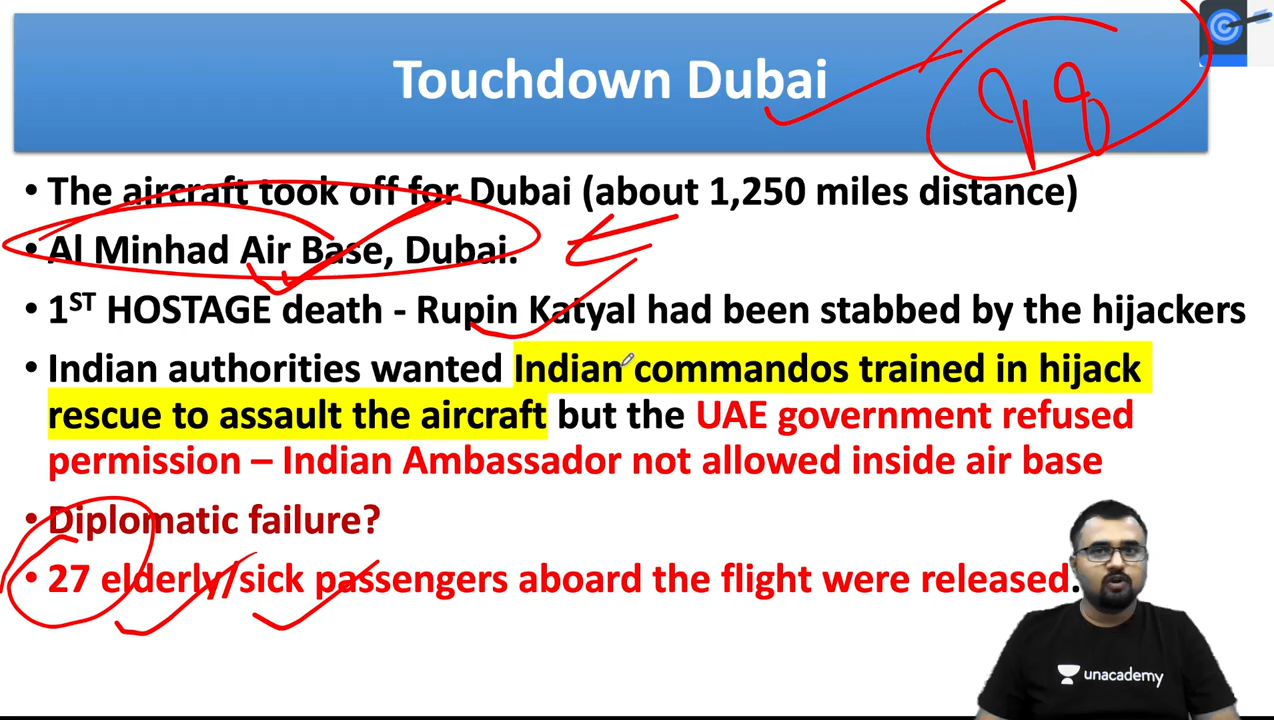 Touchdown Dubai
98
• The aircraft took off for Dubai (about 1,250 miles distance)
• Al Minhad Air Base, Dubai.
• 1ST HOSTAGE death - Rupin Katyal had been stabbed by the hijackers
• Indian authorities wanted Indian commandos trained in hijack
rescue to assault the aircraft but the UAE government refused
permission – Indian Ambassador not allowed inside air base
• Diplomatic failure?
• 27 elderly/sick passengers aboard the flight were released.
unacademy